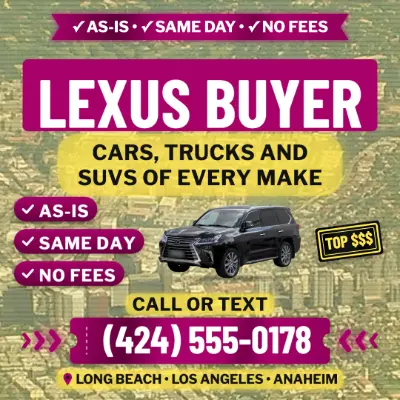 ✓ AS-IS • ✓ SAME DAY • ✓ NO FEES
LEXUS BUYER
CARS, TRUCKS AND
SUVS OF EVERY MAKE
✓ AS-IS
✓ SAME DAY
✓ NO FEES
TOP $$$
CALL OR TEXT
(424) 555-0178
LONG BEACH • LOS ANGELES • ANAHEIM